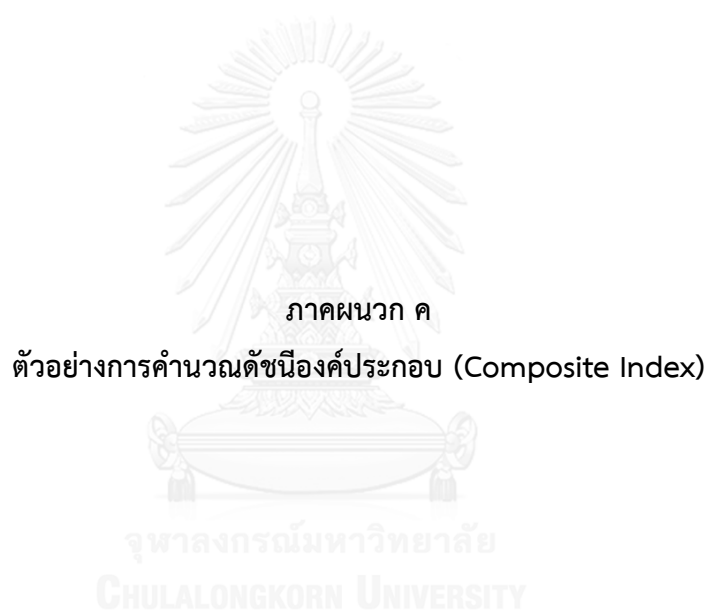 ภาคผนวก ค
ตัวอย่างการคำนวณดัชนีองค์ประกอบ (Composite Index)
จุฬาลงกรณ์มหาวิทยาลัย
CHULALONGKORN UNIVERSITY